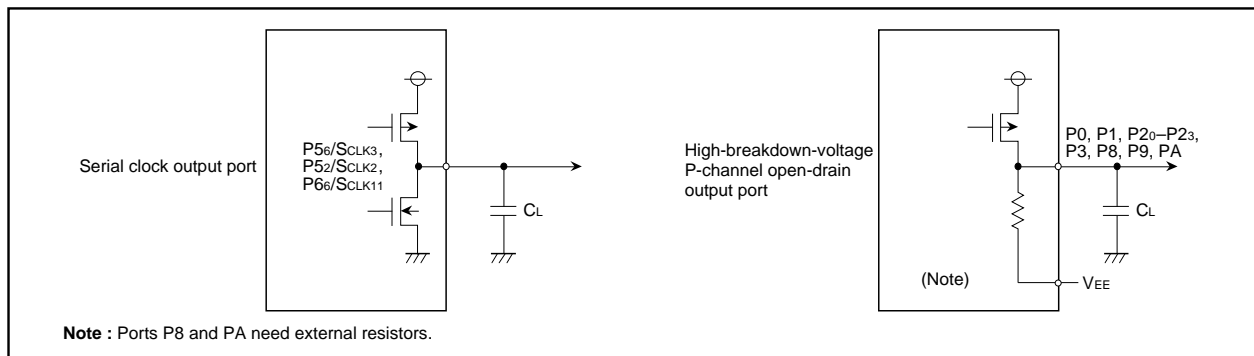 Serial clock output port
P56/SCLK3,
P52/SCLK2,
P66/SCLK11
CL
High-breakdown-voltage
P-channel open-drain
output port
P0, P1, P20–P23,
P3, P8, P9, PA
CL
(Note)
VEE
Note : Ports P8 and PA need external resistors.